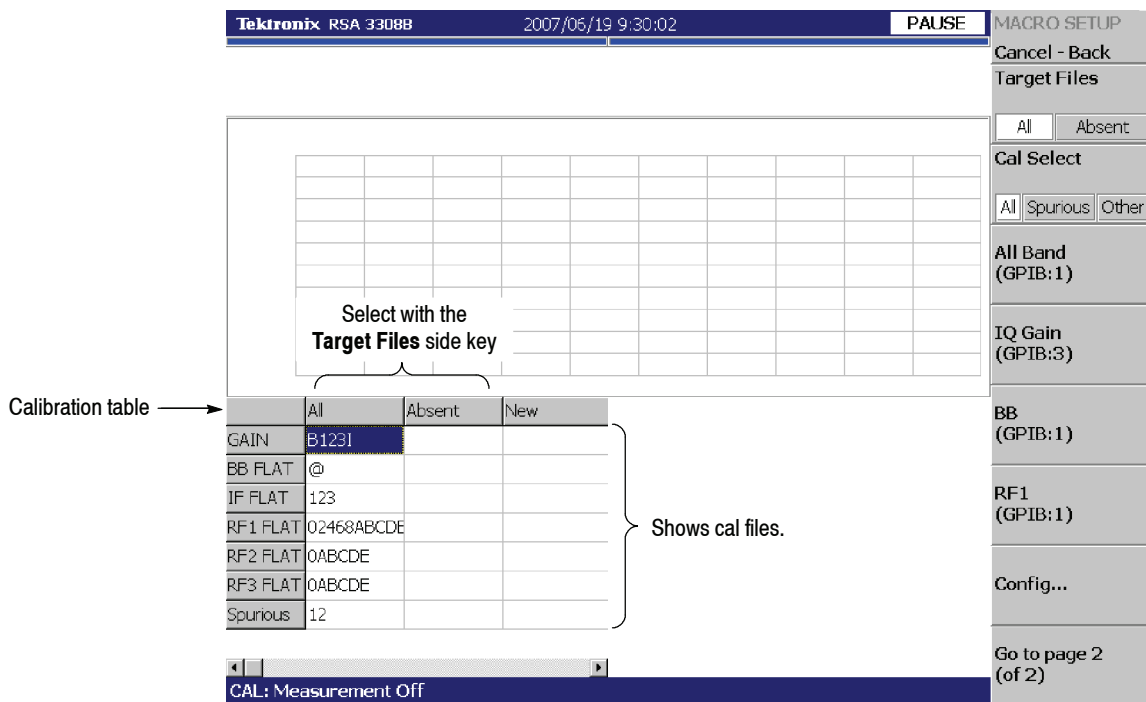 Tektronix RSA 3308B 2007/06/19 9:30:02 PAUSE
MACRO SETUP
Cancel - Back
Target Files
All Absent
Cal Select
All Spurious Other
All Band
(GPIB:1)
IQ Gain
(GPIB:3)
BB
(GPIB:1)
RF1
(GPIB:1)
Config...
Go to page 2
(of 2)
Select with the
Target Files side key
Calibration table
All Absent New
GAIN B123I
BB FLAT @
IF FLAT 123
RF1 FLAT 02468ABCDE
RF2 FLAT 0ABCDE
RF3 FLAT 0ABCDE
Spurious 12
Shows cal files.
CAL: Measurement Off